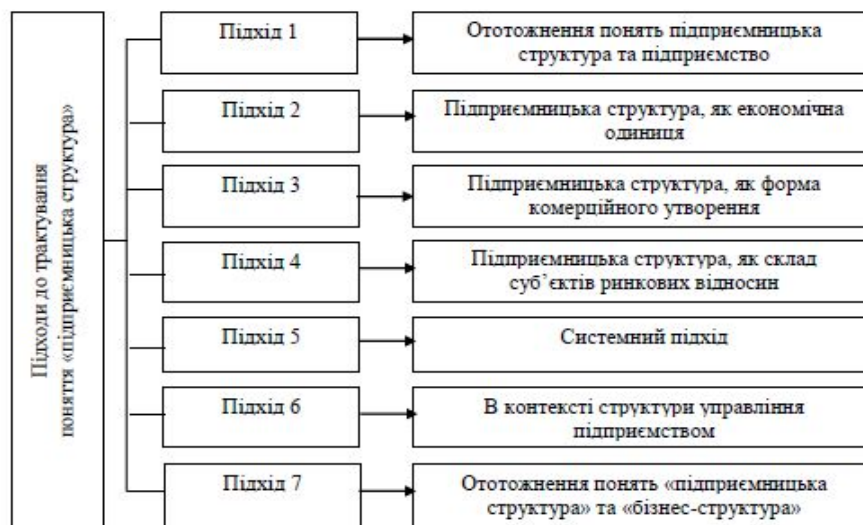 Підходи до трактування
поняття «підприємницька структура»
Підхід 1
Ототожнення понять підприємницька
структура та підприємство
Підхід 2
Підприємницька структура, як економічна
одиниця
Підхід 3
Підприємницька структура, як форма
комерційного утворення
Підхід 4
Підприємницька структура, як склад
суб’єктів ринкових відносин
Підхід 5
Системний підхід
Підхід 6
В контексті структури управління
підприємством
Підхід 7
Ототожнення понять «підприємницька
структура» та «бізнес-структура»